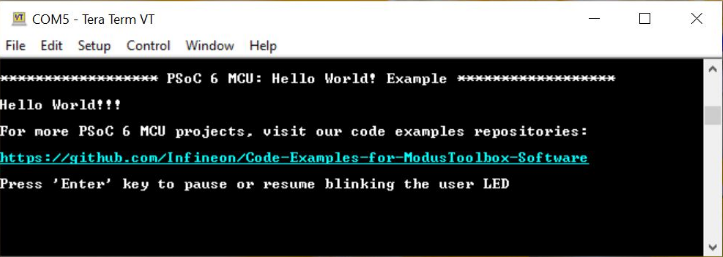 COM5 - Tera Term VT
File Edit Setup Control Window Help
****************** PSoC 6 MCU: Hello World! Example ******************
Hello World!!!
For more PSoC 6 MCU projects, visit our code examples repositories:
https://github.com/Infineon/Code-Examples-for-ModusToolbox-Software
Press 'Enter' key to pause or resume blinking the user LED